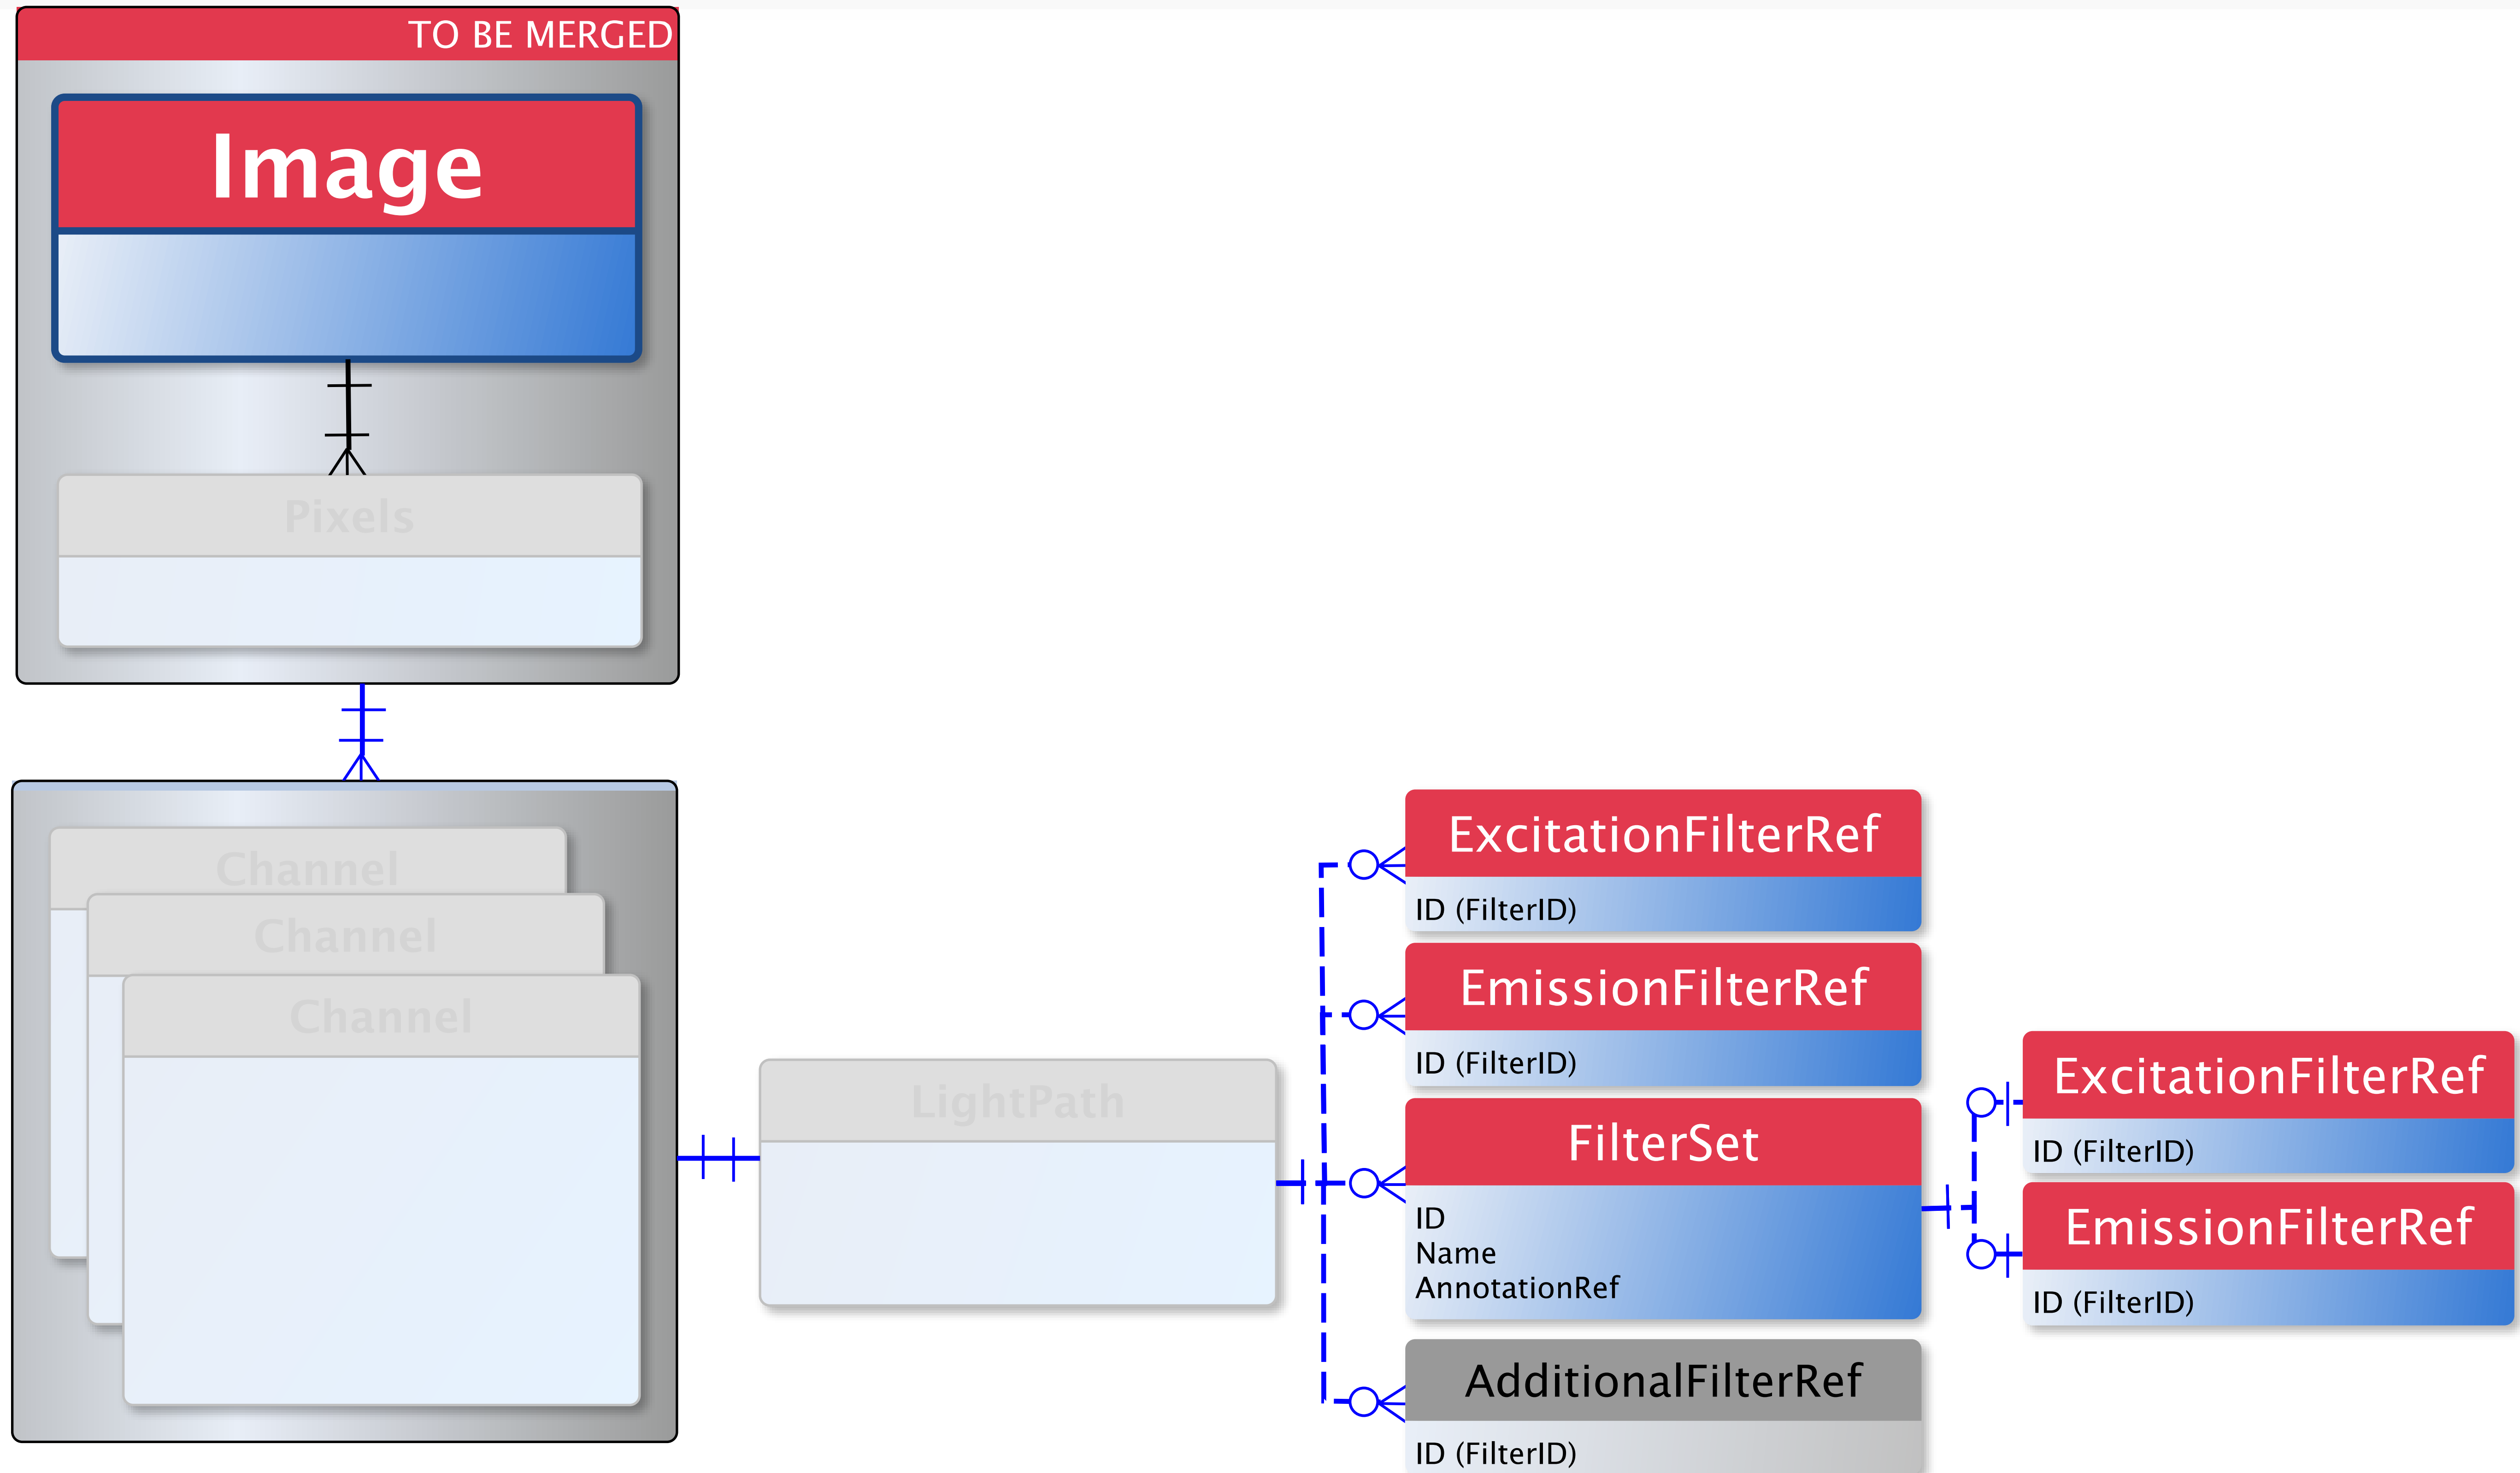 TO BE MERGED
Image
Pixels
Channel
Channel
Channel
LightPath
ExcitationFilterRef
ID (FilterID)
EmissionFilterRef
ID (FilterID)
FilterSet
ID
Name
AnnotationRef
AdditionalFilterRef
ID (FilterID)
ExcitationFilterRef
ID (FilterID)
EmissionFilterRef
ID (FilterID)